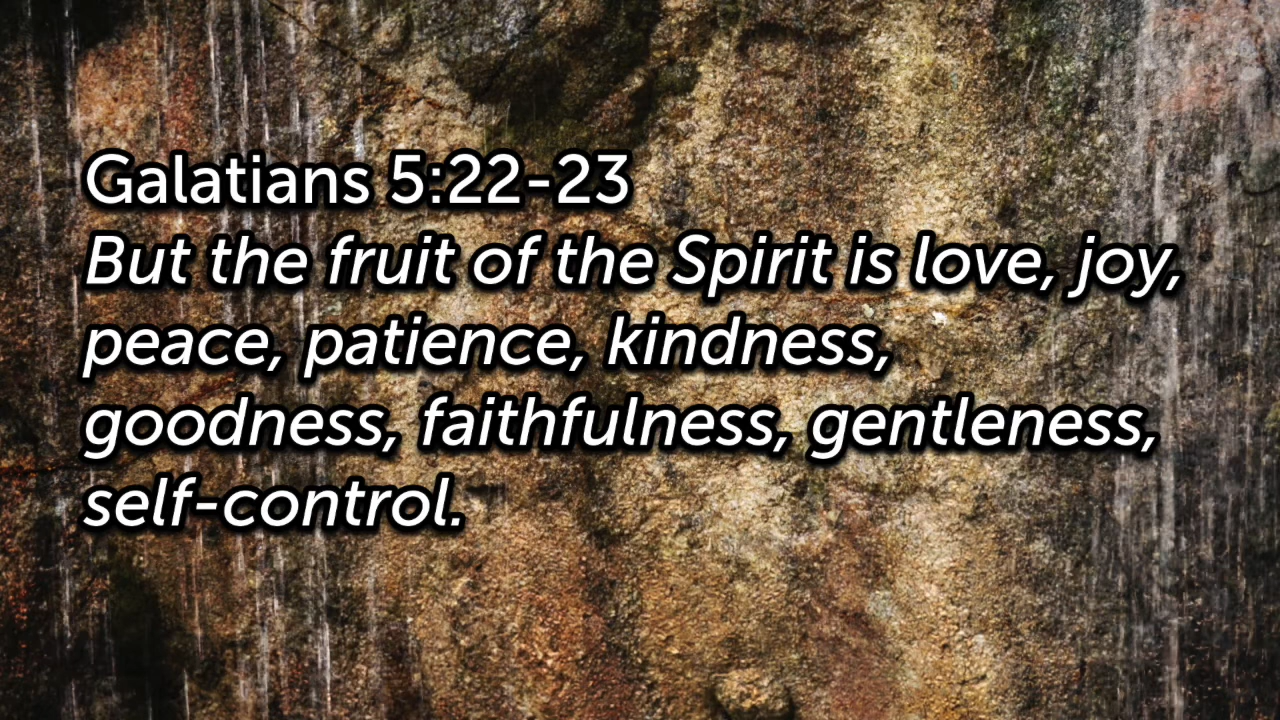 Galatians 5:22-23
But the fruit of the Spirit is love, joy,
peace, patience, kindness,
goodness, faithfulness, gentleness,
self-control.